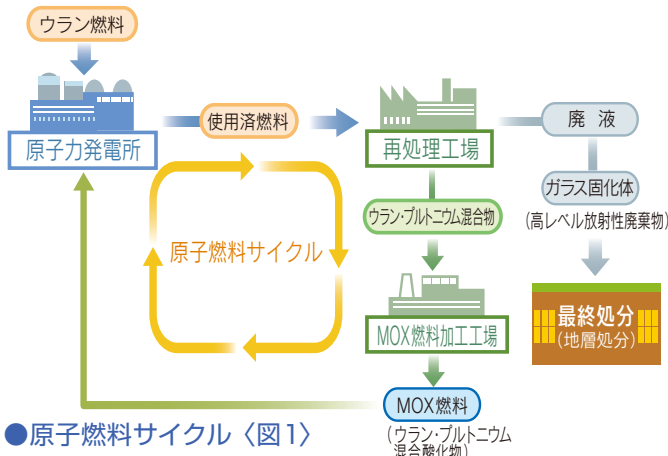 ウラン燃料
原子力発電所
使用済燃料
再処理工場
廃 液
ガラス固化体
(高レベル放射性廃棄物)
ウラン・プルトニウム混合物
原子燃料サイクル
最終処分
(地層処分)
MOX燃料加工工場
MOX燃料
(ウラン・プルトニウム
混合酸化物)
●原子燃料サイクル〈図1〉